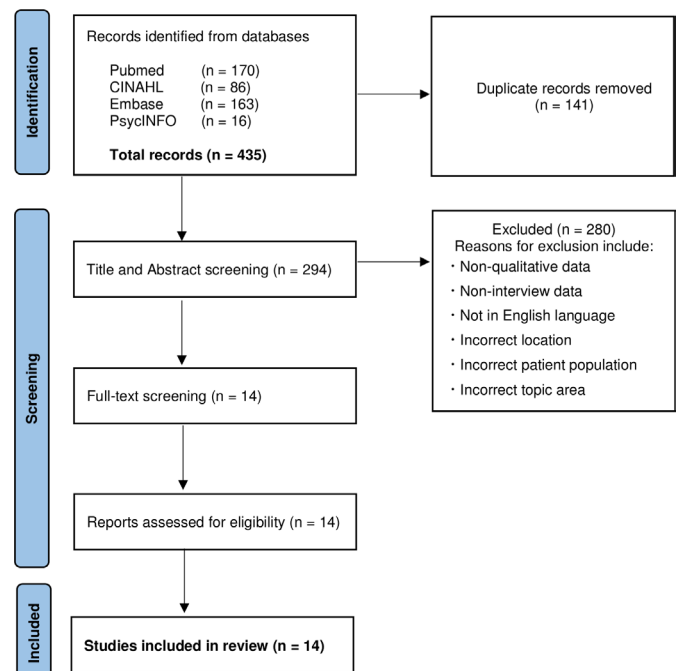 Identification
Records identified from databases
Pubmed (n = 170)
CINAHL (n = 86)
Embase (n = 163)
PsycINFO (n = 16)
Total records (n = 435)
Duplicate records removed
(n = 141)
Screening
Title and Abstract screening (n = 294)
Excluded (n = 280)
Reasons for exclusion include:
· Non-qualitative data
· Non-interview data
· Not in English language
· Incorrect location
· Incorrect patient population
· Incorrect topic area
Full-text screening (n = 14)
Reports assessed for eligibility (n = 14)
Included
Studies included in review (n = 14)